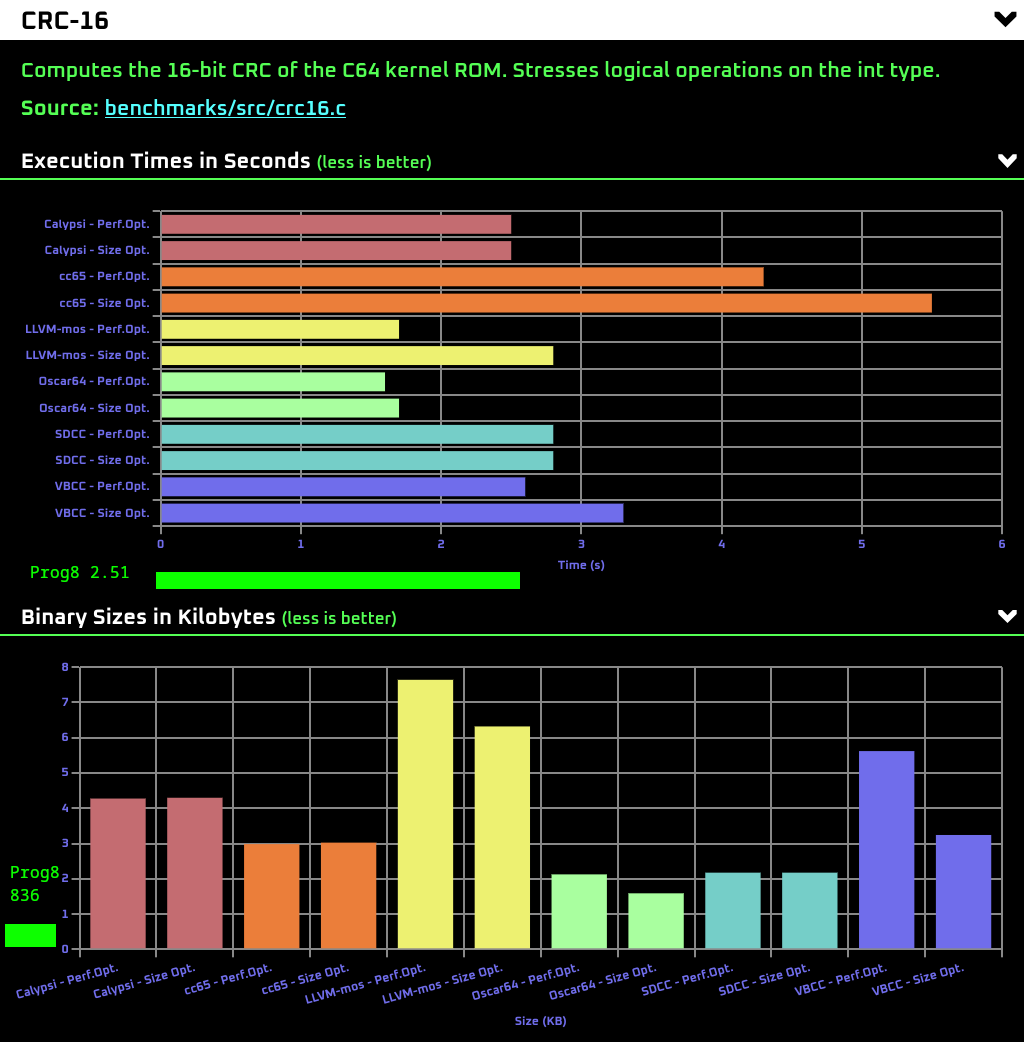 CRC-16
Computes the 16-bit CRC of the C64 kernel ROM. Stresses logical operations on the int type.
Source: benchmarks/src/crc16.c
Execution Times in Seconds (less is better)
Calypsi - Perf.Opt.
Calypsi - Size Opt.
cc65 - Perf.Opt.
cc65 - Size Opt.
LLVM-mos - Perf.Opt.
LLVM-mos - Size Opt.
Oscar64 - Perf.Opt.
Oscar64 - Size Opt.
SDCC - Perf.Opt.
SDCC - Size Opt.
VBCC - Perf.Opt.
VBCC - Size Opt.
0 1 2 3 4 5 6
Time (s)
Prog8 2.51
Binary Sizes in Kilobytes (less is better)
8
7
6
5
4
3
2
1
0
Prog8
836
Calypsi - Perf.Opt.
Calypsi - Size Opt.
cc65 - Perf.Opt.
cc65 - Size Opt.
LLVM-mos - Perf.Opt.
LLVM-mos - Size Opt.
Oscar64 - Perf.Opt.
Oscar64 - Size Opt.
SDCC - Perf.Opt.
SDCC - Size Opt.
VBCC - Perf.Opt.
VBCC - Size Opt.
Size (KB)